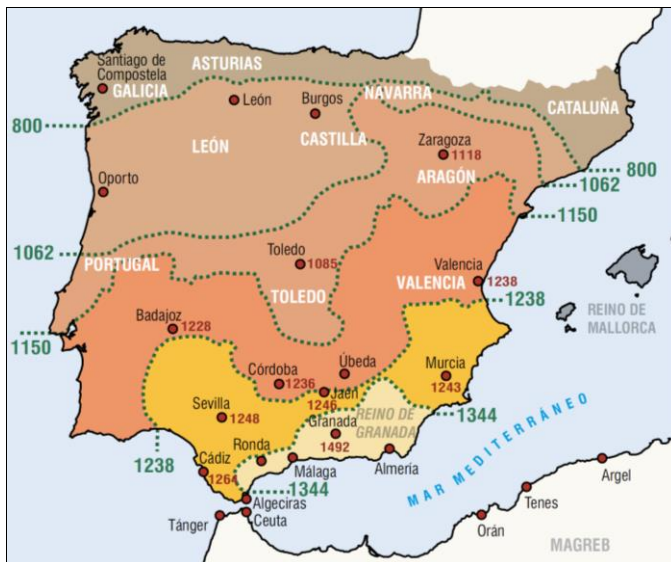 ASTURIAS
Santiago de
Compostela
GALICIA
León
Burgos
NAVARRA
CATALUÑA
800
CASTILLA
LEÓN
Zaragoza
1118
ARAGÓN
800
1062
Oporto
1150
1062
PORTUGAL
Toledo
1085
TOLEDO
Valencia
VALENCIA
1238
1238
REINO DE
MALLORCA
1150
Badajoz
1228
Córdoba
1236
Úbeda
Jaén
1246
Murcia
1243
Sevilla
1248
REINO DE
GRANADA
Granada
1492
1344
1238
Cádiz
1264
Ronda
Málaga
Almería
1344
MAR MEDITERRÁNEO
Algeciras
Ceuta
Tánger
Argel
Tenes
Orán
MAGREB